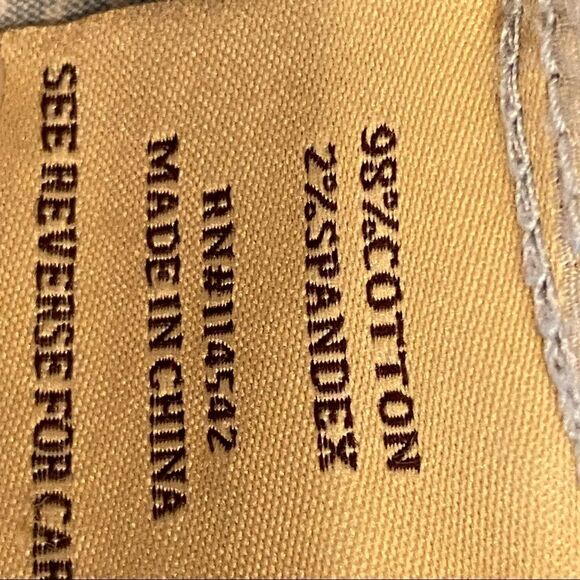 98%COTTON
2%SPANDEX
RN#114542
MADE IN CHINA
SEE REVERSE FOR CAR